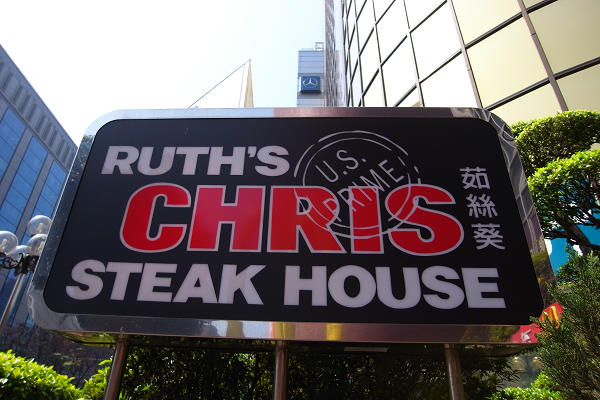 RUTH'S
CHRIS
STEAK HOUSE
U.S.
PRIME
茹絲葵